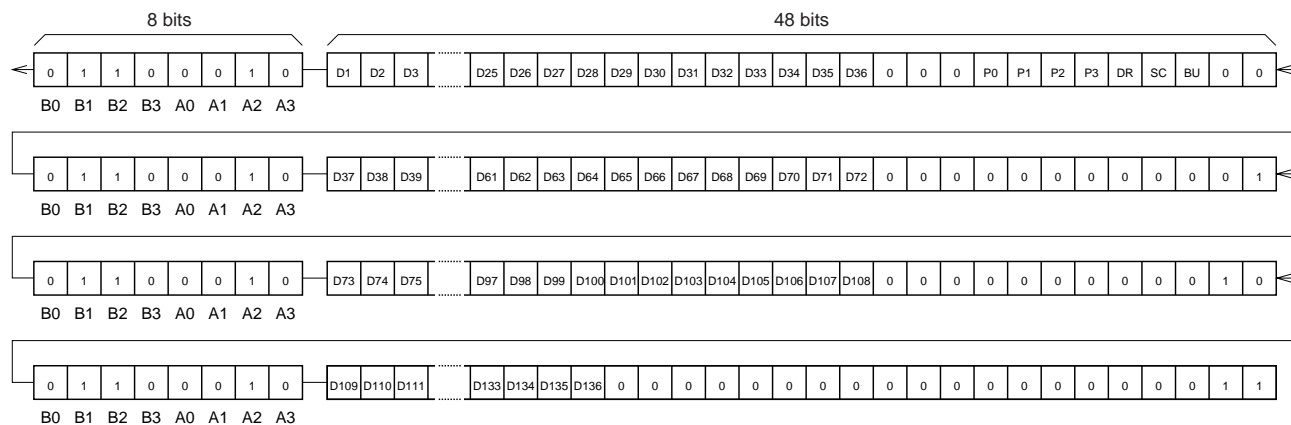 8 bits 48 bits
0 1 1 0 0 0 1 0 D1 D2 D3 D25 D26 D27 D28 D29 D30 D31 D32 D33 D34 D35 D36 0 0 0 P0 P1 P2 P3 DR SC BU 0 0
B0 B1 B2 B3 A0 A1 A2 A3
0 1 1 0 0 0 1 0 D37 D38 D39 D61 D62 D63 D64 D65 D66 D67 D68 D69 D70 D71 D72 0 0 0 0 0 0 0 0 0 0 0 1
B0 B1 B2 B3 A0 A1 A2 A3
0 1 1 0 0 0 1 0 D73 D74 D75 D97 D98 D99 D100 D101 D102 D103 D104 D105 D106 D107 D108 0 0 0 0 0 0 0 0 0 0 1 0
B0 B1 B2 B3 A0 A1 A2 A3
0 1 1 0 0 0 1 0 D109 D110 D111 D133 D134 D135 D136 0 0 0 0 0 0 0 0 0 0 0 0 0 0 0 0 0 0 1 1
B0 B1 B2 B3 A0 A1 A2 A3